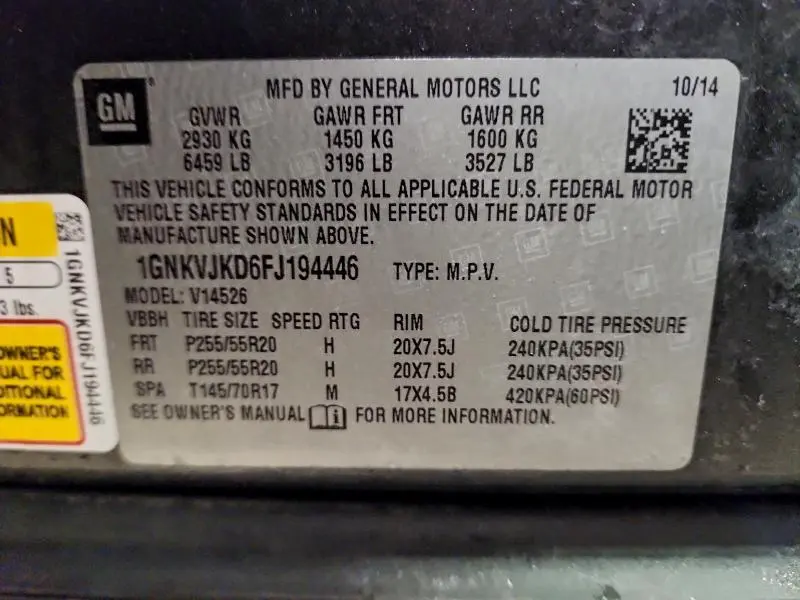 GM
MFD BY GENERAL MOTORS LLC 10/14
GVWR GAWR FRT GAWR RR
2930 KG 1450 KG 1600 KG
6459 LB 3196 LB 3527 LB
THIS VEHICLE CONFORMS TO ALL APPLICABLE U.S. FEDERAL MOTOR
VEHICLE SAFETY STANDARDS IN EFFECT ON THE DATE OF
MANUFACTURE SHOWN ABOVE.
1GNKVJKD6FJ194446 TYPE: M.P.V.
MODEL: V14526
VBBH TIRE SIZE SPEED RTG RIM COLD TIRE PRESSURE
FRT P255/55R20 H 20X7.5J 240KPA(35PSI)
RR P255/55R20 H 20X7.5J 240KPA(35PSI)
SPA T145/70R17 M 17X4.5B 420KPA(60PSI)
SEE OWNER'S MANUAL i FOR MORE INFORMATION.
N
5
3 lbs.
OWNER'S
UAL FOR
DITIONAL
ORMATION
1GNKVJKD6FJ194446